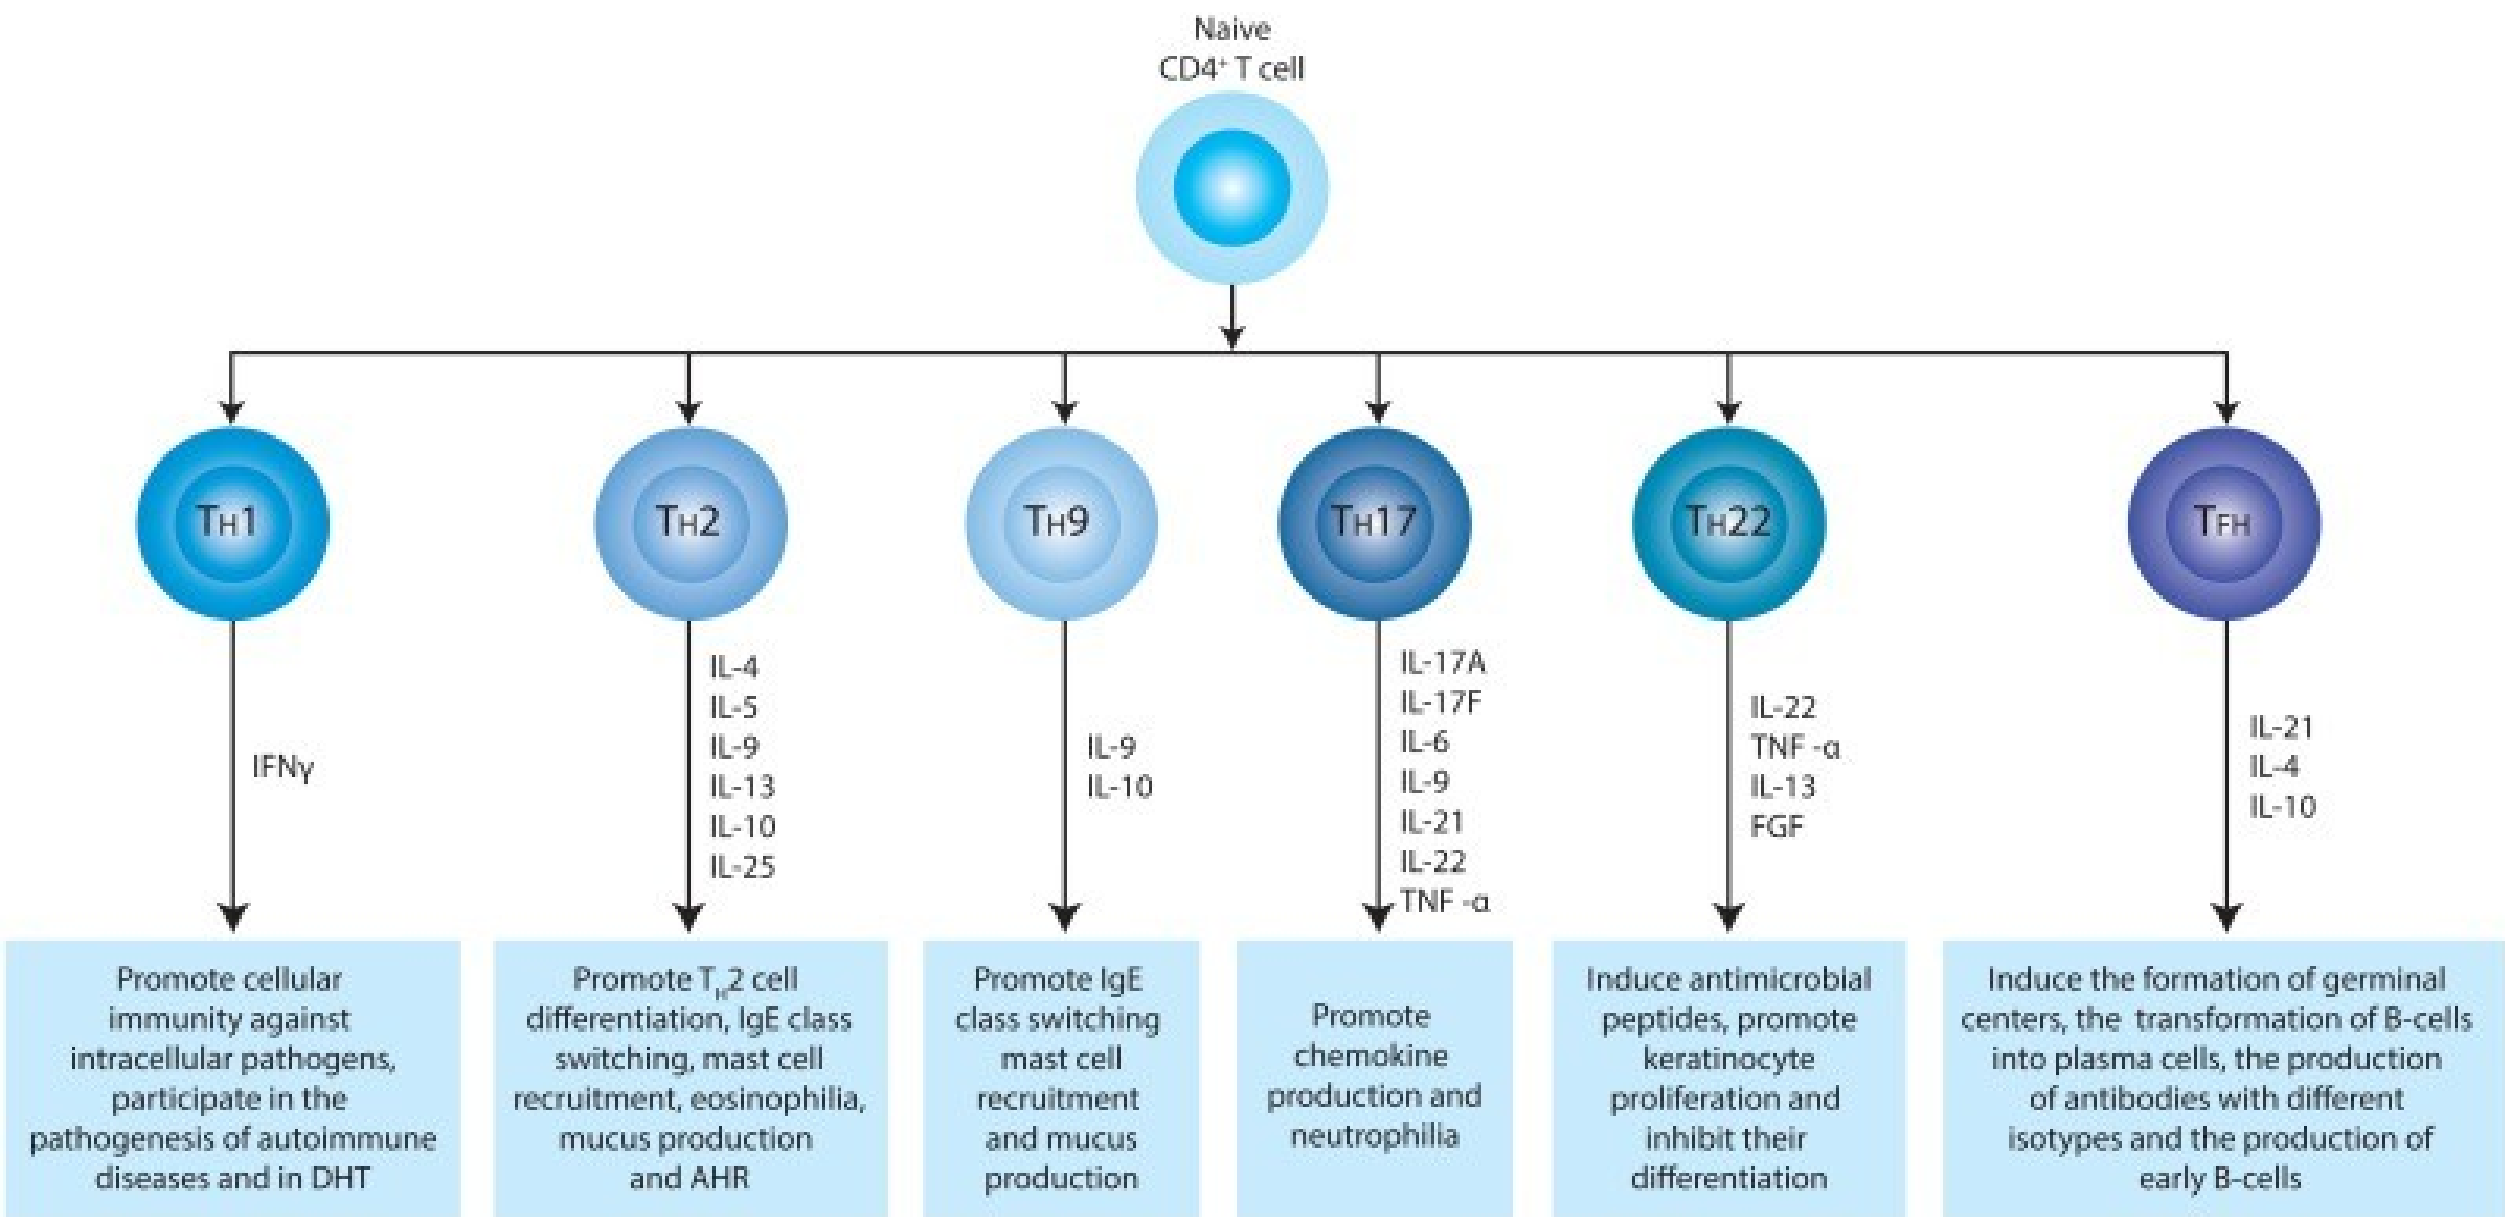 Naive
CD4⁺ T cell
TH1
TH2
TH9
TH17
TH22
TFH
IFNγ
IL-4
IL-5
IL-9
IL-13
IL-10
IL-25
IL-9
IL-10
IL-17A
IL-17F
IL-6
IL-9
IL-21
IL-22
TNF -α
IL-22
TNF -α
IL-13
FGF
IL-21
IL-4
IL-10
Promote cellular
immunity against
intracellular pathogens,
participate in the
pathogenesis of autoimmune
diseases and in DHT
Promote TH2 cell
differentiation, IgE class
switching, mast cell
recruitment, eosinophilia,
mucus production
and AHR
Promote IgE
class switching
mast cell
recruitment
and mucus
production
Promote
chemokine
production and
neutrophilia
Induce antimicrobial
peptides, promote
keratinocyte
proliferation and
inhibit their
differentiation
Induce the formation of germinal
centers, the transformation of B-cells
into plasma cells, the production
of antibodies with different
isotypes and the production of
early B-cells